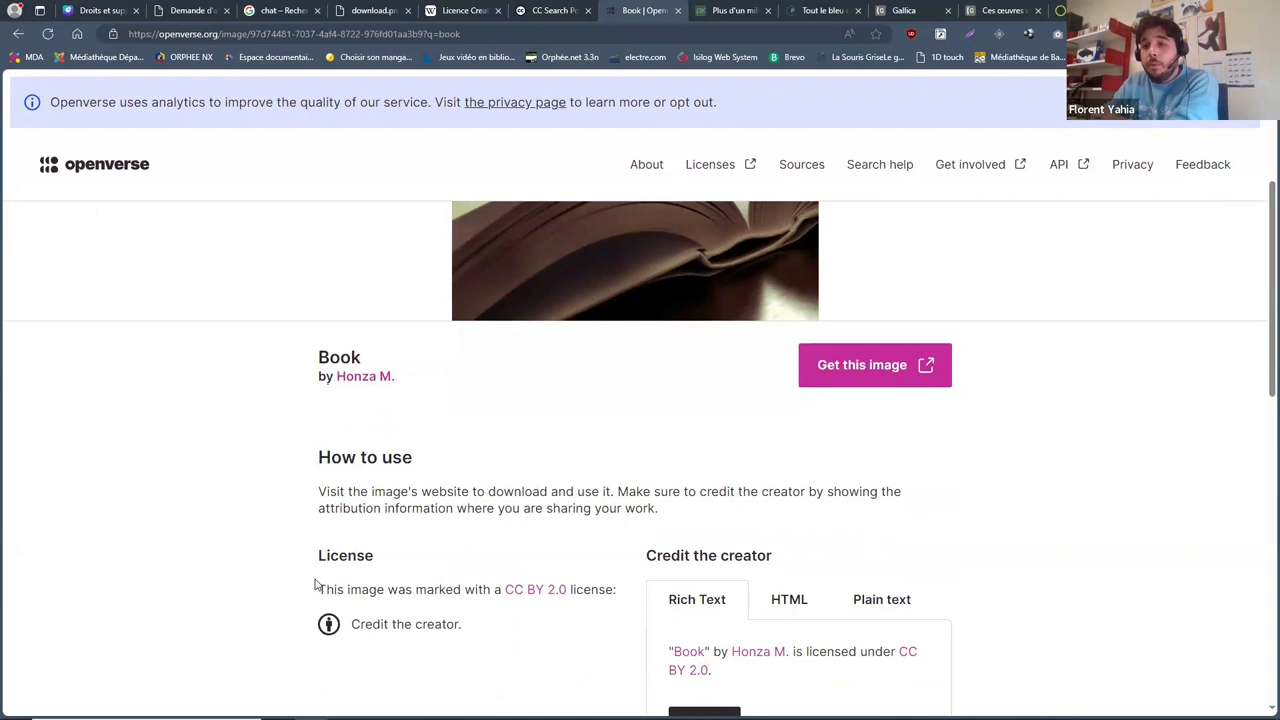 Droits et sup
Demande d'a
chat – Reche
download.pn
Licence Crea
CC Search Po
Book | Open
Plus d'un mi
Tout le bleu c
Gallica
Ces œuvres c
https://openverse.org/image/97d74481-7037-4af4-8722-976fd01aa3b9?q=book
MDA
Médiathèque Dépa...
ORPHEE NX
Espace documentai...
Choisir son margua...
Jeux vidéo en biblio...
Orphée.net 3.3n
electre.com
Isilog Web System
Brevo
La Souris GriseLe g...
1D touch
Médiathèque de Ba...
Florent Yahia
Openverse uses analytics to improve the quality of our service. Visit the privacy page to learn more or opt out.
openverse
About
Licenses
Sources
Search help
Get involved
API
Privacy
Feedback
Book
by Honza M.
Get this image
How to use
Visit the image's website to download and use it. Make sure to credit the creator by showing the
attribution information where you are sharing your work.
License
Credit the creator
This image was marked with a CC BY 2.0 license:
Rich Text
HTML
Plain text
Credit the creator.
"Book" by Honza M. is licensed under CC
BY 2.0.